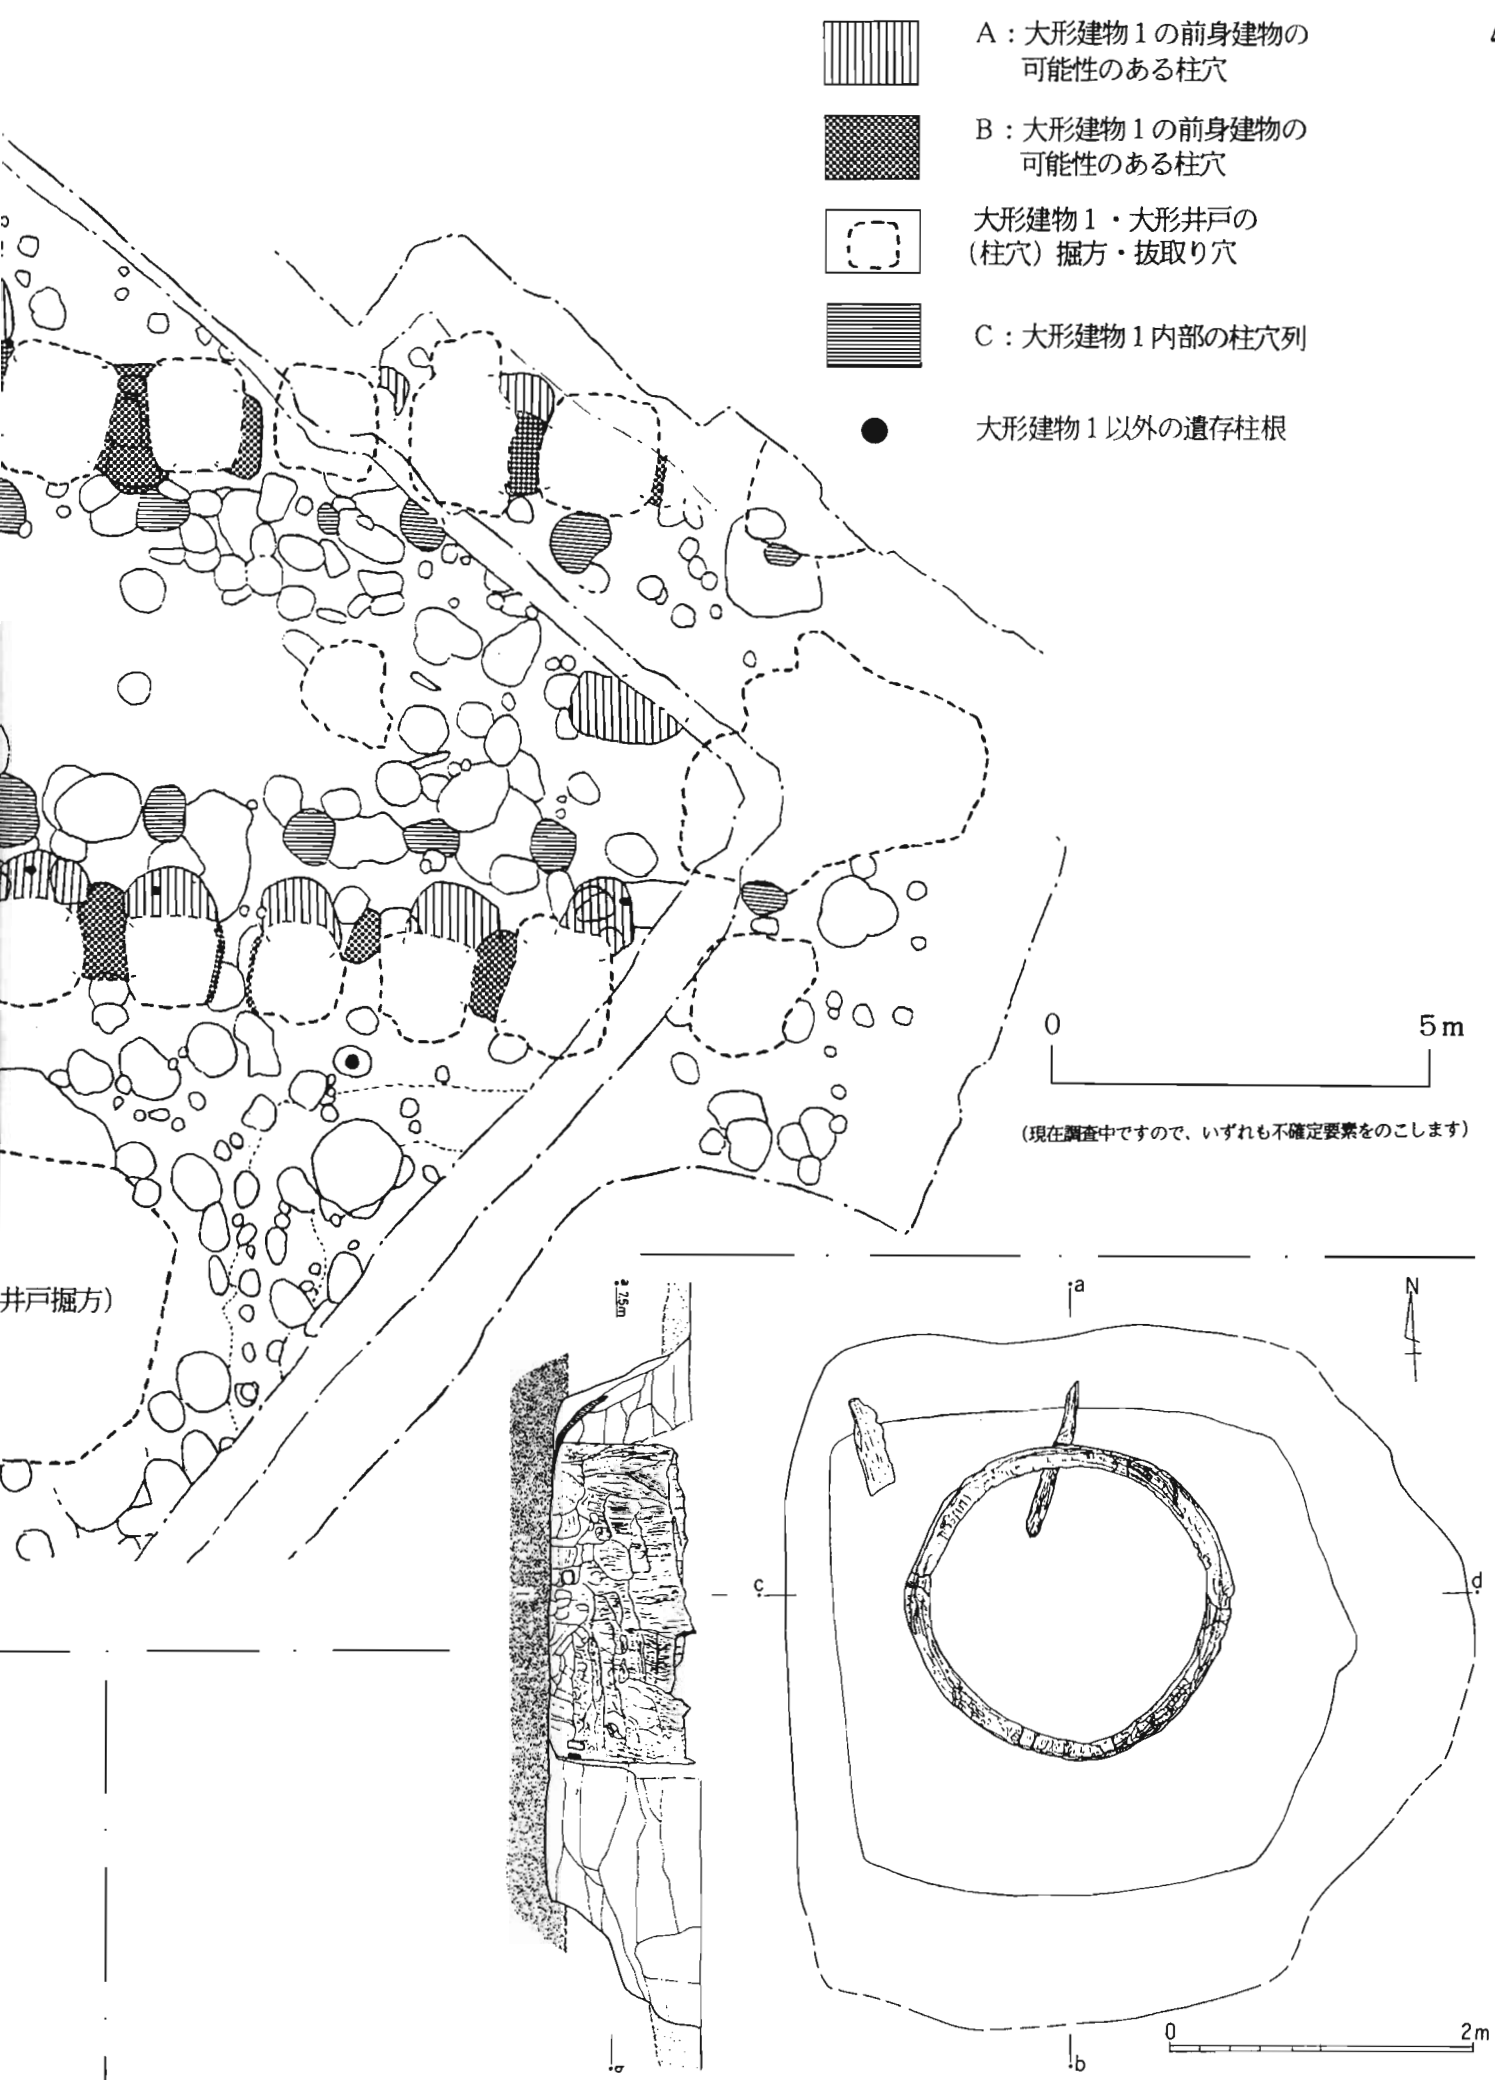 A：大形建物1の前身建物の
可能性のある柱穴
B：大形建物1の前身建物の
可能性のある柱穴
大形建物1・大形井戸の
（柱穴）掘方・抜取り穴
C：大形建物1内部の柱穴列
大形建物1以外の遺存柱根
0 5m
（現在調査中ですので、いずれも不確定要素をのこします）
井戸掘方）
a 7.5m
a
N
c
d
0 2m
b
b